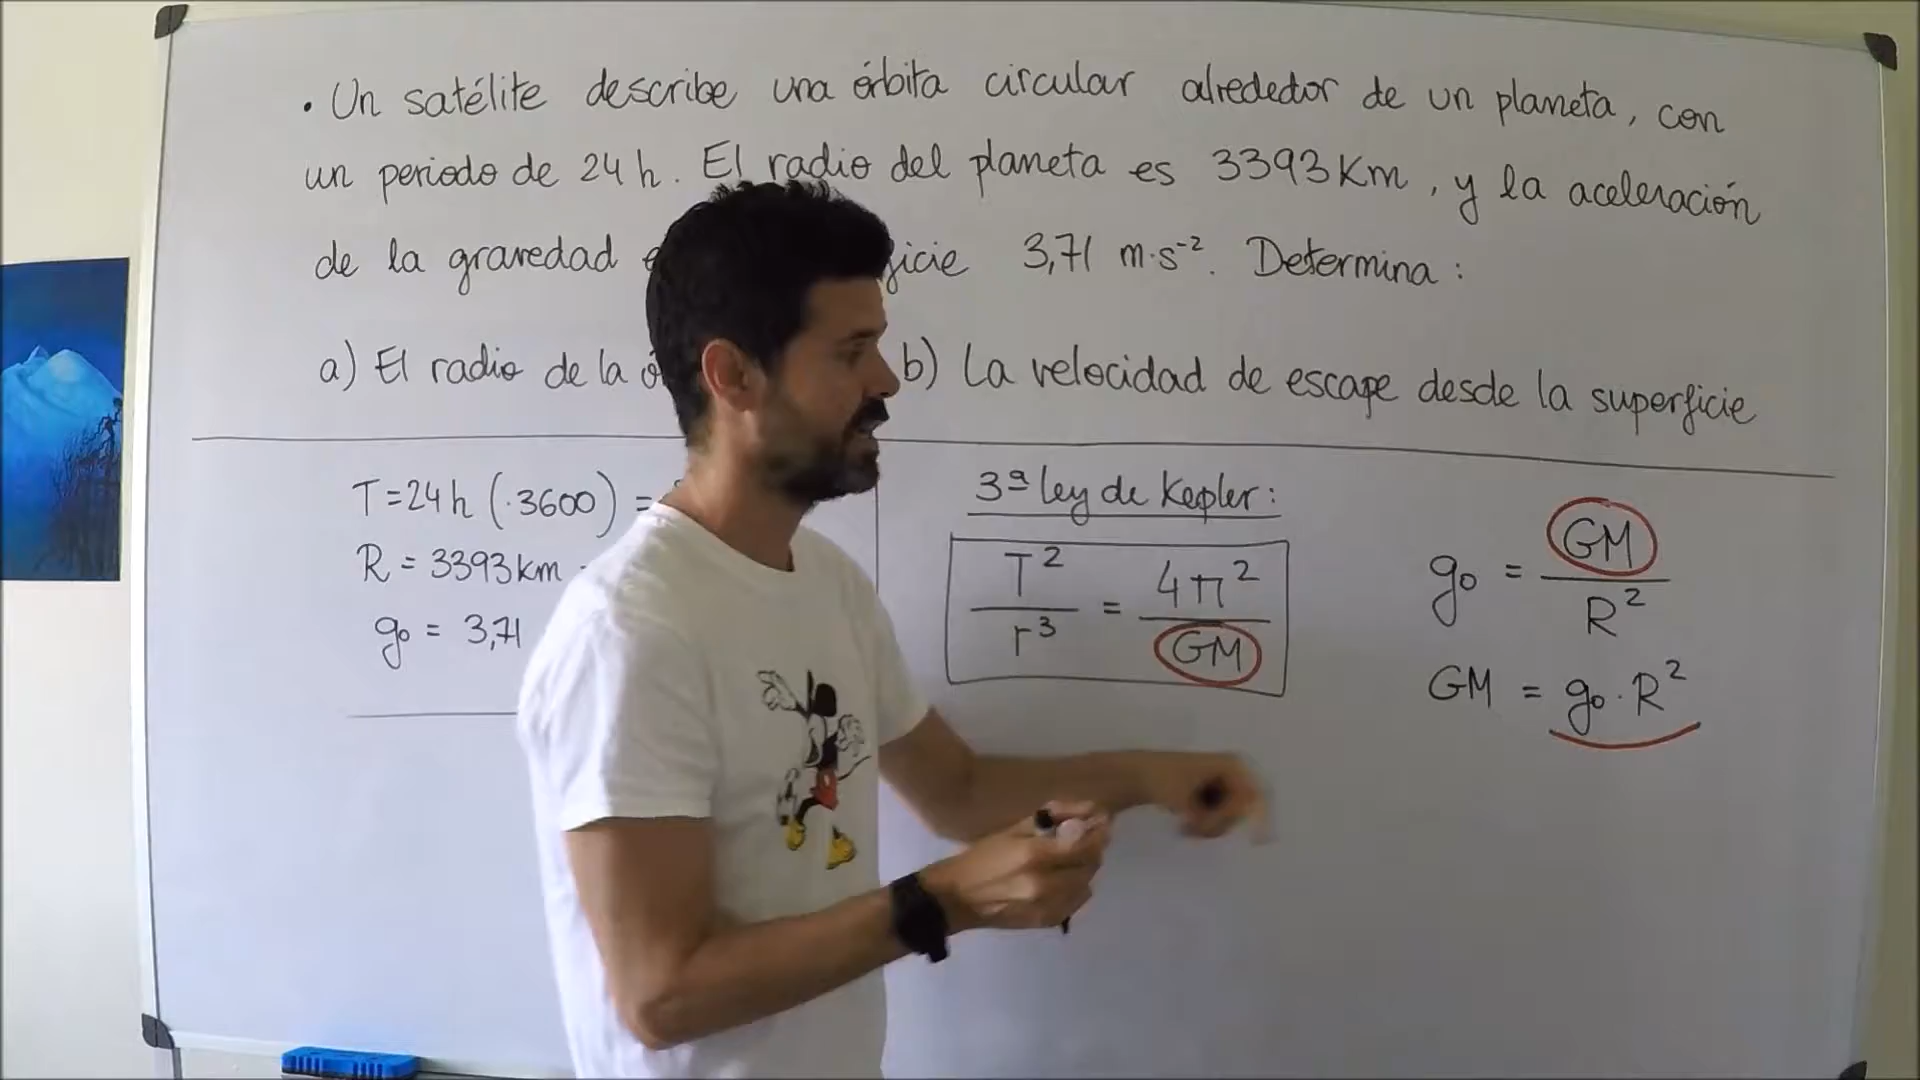 • Un satélite describe una órbita circular alrededor de un planeta, con
un periodo de 24 h. El radio del planeta es 3393 Km, y la aceleración
de la gravedad 3,71 m·s⁻². Determina:
a) El radio de la b) La velocidad de escape desde la superficie
T = 24 h (·3600) =
R = 3393 km
g₀ = 3,71
3ª ley de Kepler:
T² / r³ = 4π² / GM
g₀ = GM / R²
GM = g₀ · R²